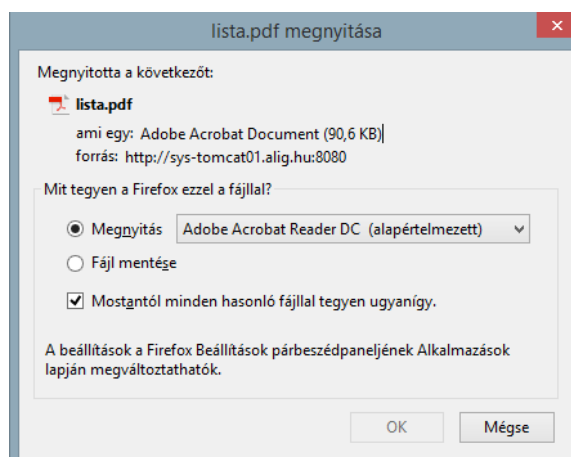 lista.pdf megnyitása
Megnyitotta a következőt:
lista.pdf
ami egy: Adobe Acrobat Document (90,6 KB)
forrás: http://sys-tomcat01.alig.hu:8080
Mit tegyen a Firefox ezzel a fájllal?
Megnyitás Adobe Acrobat Reader DC (alapértelmezett)
Fájl mentése
Mostantól minden hasonló fájllal tegyen ugyanígy.
A beállítások a Firefox Beállítások párbeszédpaneljének Alkalmazások
lapján megváltoztathatók.
OK Mégse